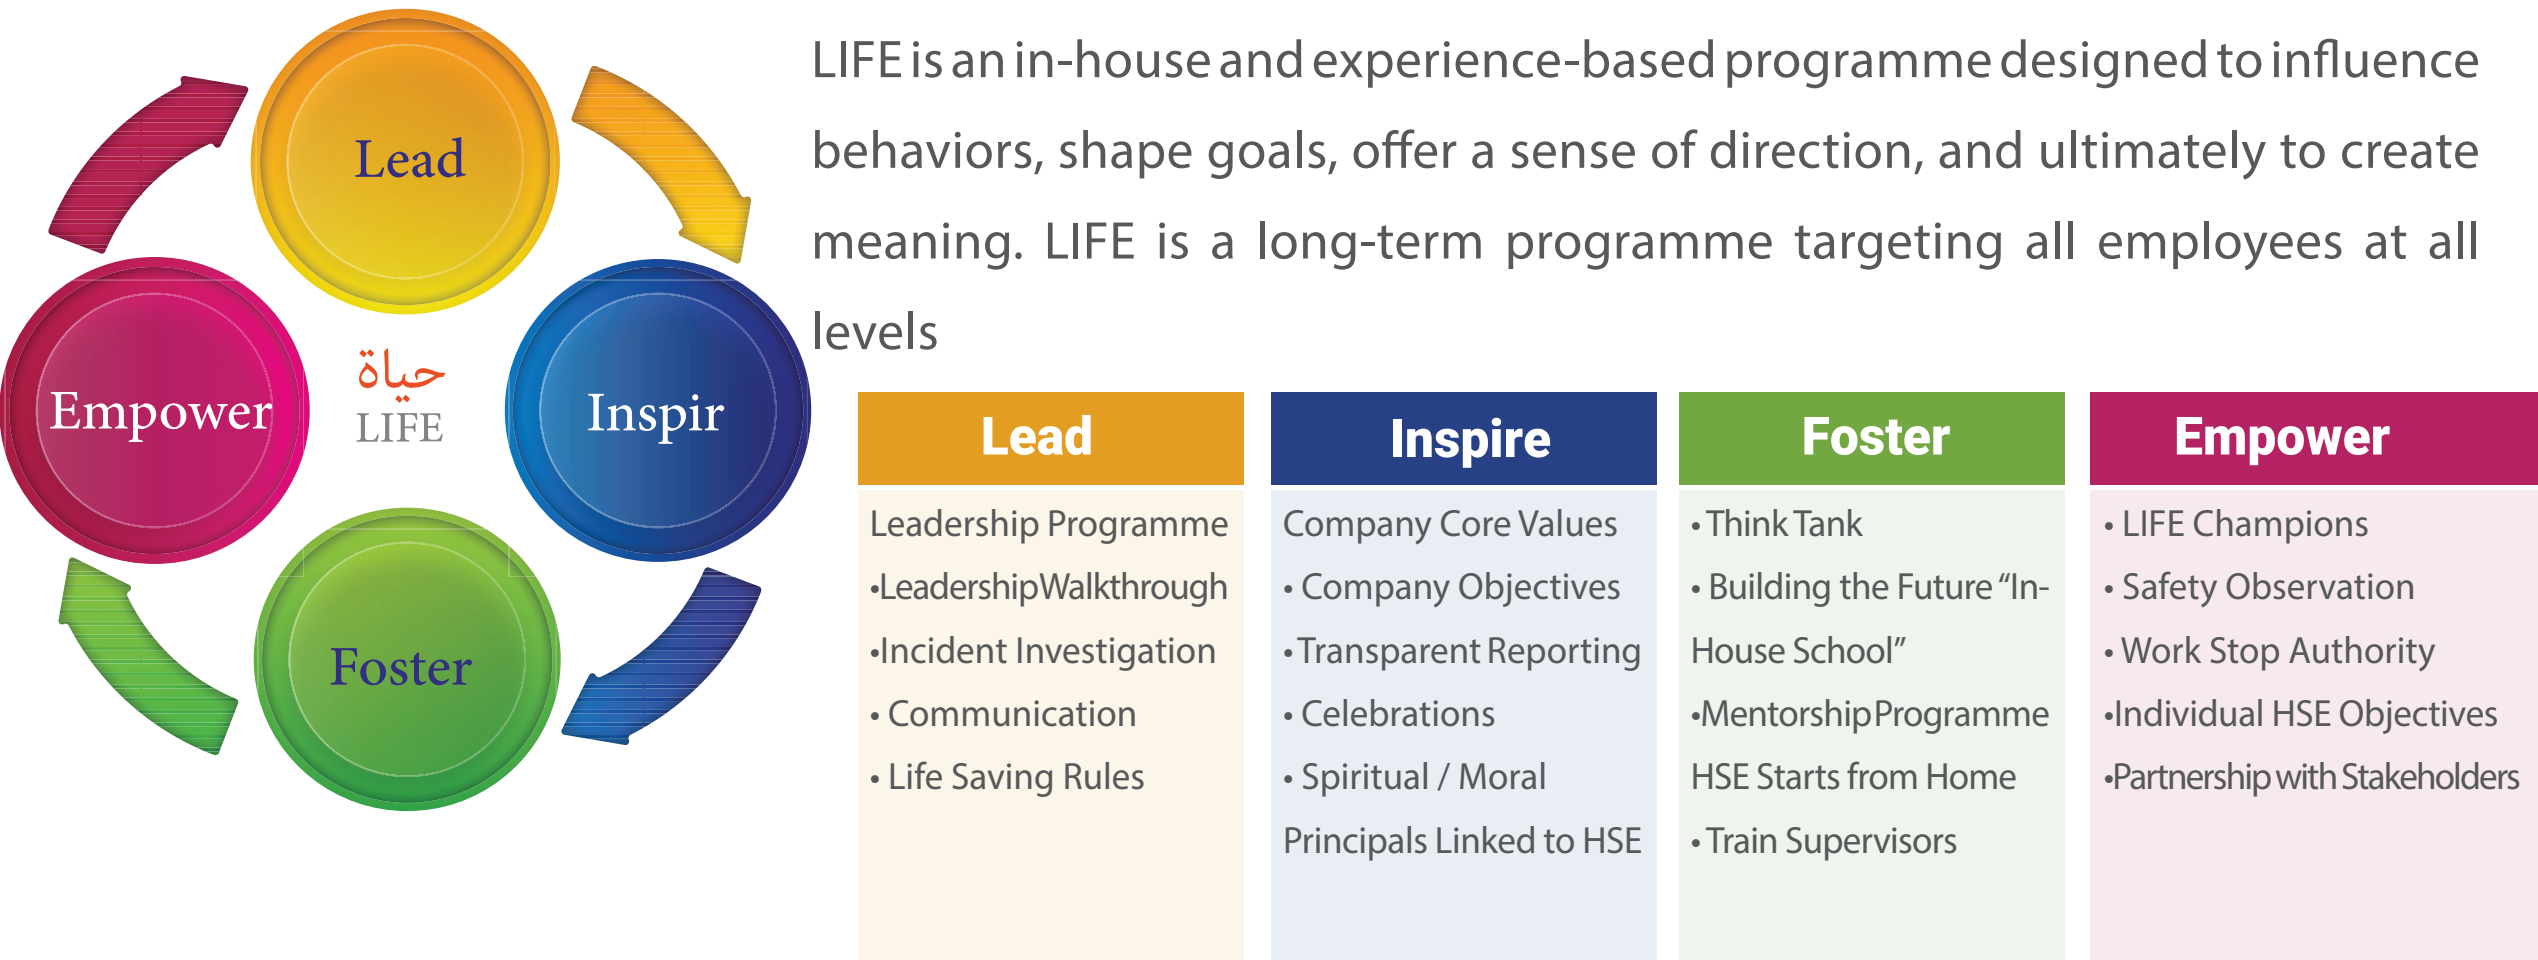 Lead
Empower
حياة
LIFE
Inspir
Foster
LIFE is an in-house and experience-based programme designed to influence
behaviors, shape goals, offer a sense of direction, and ultimately to create
meaning. LIFE is a long-term programme targeting all employees at all
levels
Lead
Leadership Programme
•Leadership Walkthrough
•Incident Investigation
• Communication
• Life Saving Rules
Inspire
Company Core Values
• Company Objectives
• Transparent Reporting
• Celebrations
• Spiritual / Moral
Principals Linked to HSE
Foster
• Think Tank
• Building the Future “In-
House School”
•Mentorship Programme
HSE Starts from Home
• Train Supervisors
Empower
• LIFE Champions
• Safety Observation
• Work Stop Authority
•Individual HSE Objectives
•Partnership with Stakeholders